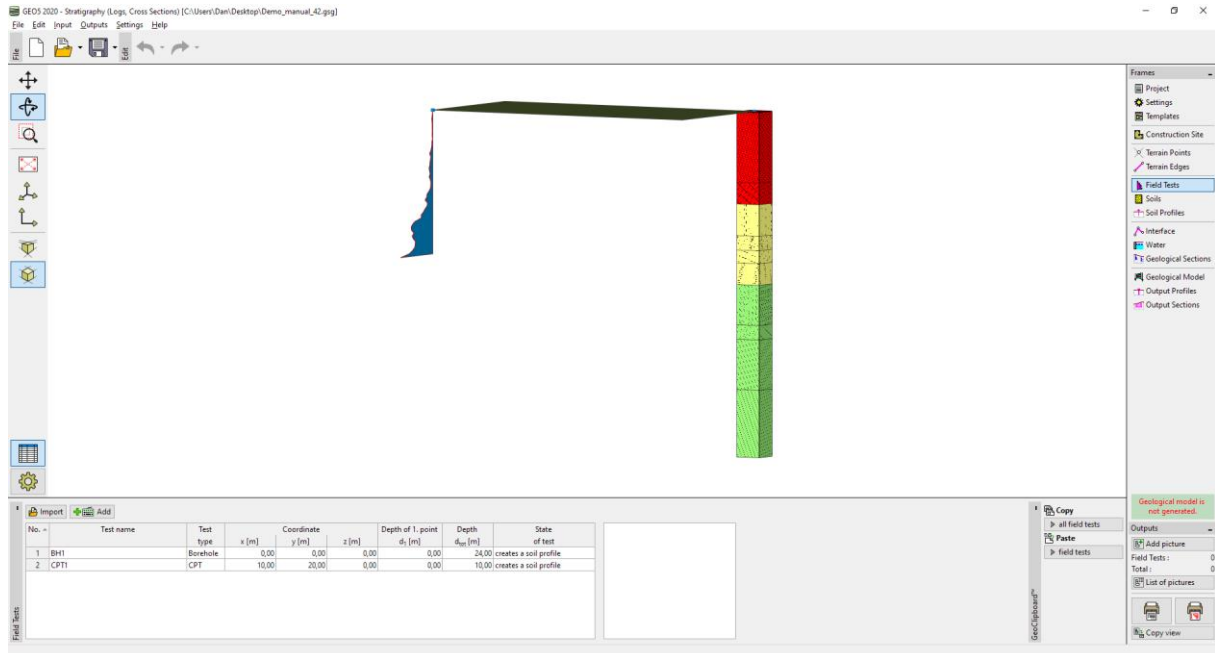 GEO5 2020 - Stratigraphy (Logs, Cross Sections) [C:\Users\Dan\Desktop\Demo_manual_42.gsg]
File Edit Input Outputs Settings Help
File
Edit
Frames
Project
Settings
Templates
Construction Site
Terrain Points
Terrain Edges
Field Tests
Soils
Soil Profiles
Interface
Water
Geological Sections
Geological Model
Output Profiles
Output Sections
Geological model is
not generated.
Outputs
Add picture
Field Tests : 0
Total : 0
List of pictures
Copy view
Import Add
No. Test name Test Coordinate Depth of 1. point Depth State
type x [m] y [m] z [m] d₁ [m] dtot [m] of test
1 BH1 Borehole 0,00 0,00 0,00 0,00 24,00 creates a soil profile
2 CPT1 CPT 10,00 20,00 0,00 0,00 10,00 creates a soil profile
Field Tests
Copy
all field tests
Paste
field tests
GeoClipboard™